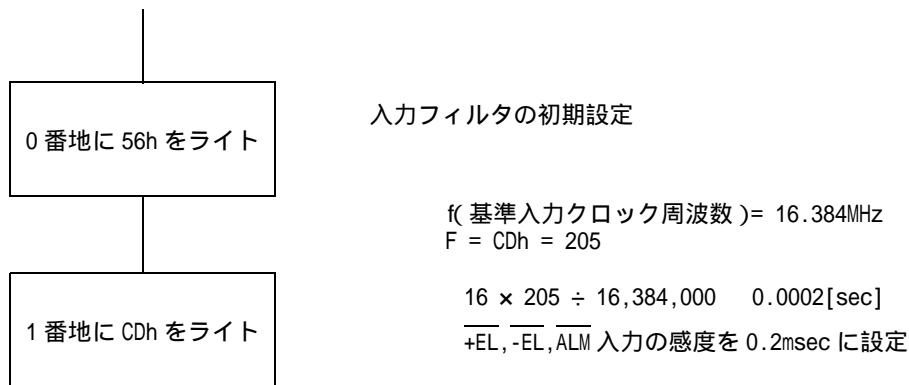 入力フィルタの初期設定
0 番地に 56h をライト
f( 基準入力クロック周波数 )= 16.384MHz
F = CDh = 205
16 × 205 ÷ 16,384,000 0.0002[sec]
1 番地に CDh をライト
+EL,-EL,ALM 入力の感度を 0.2msec に設定